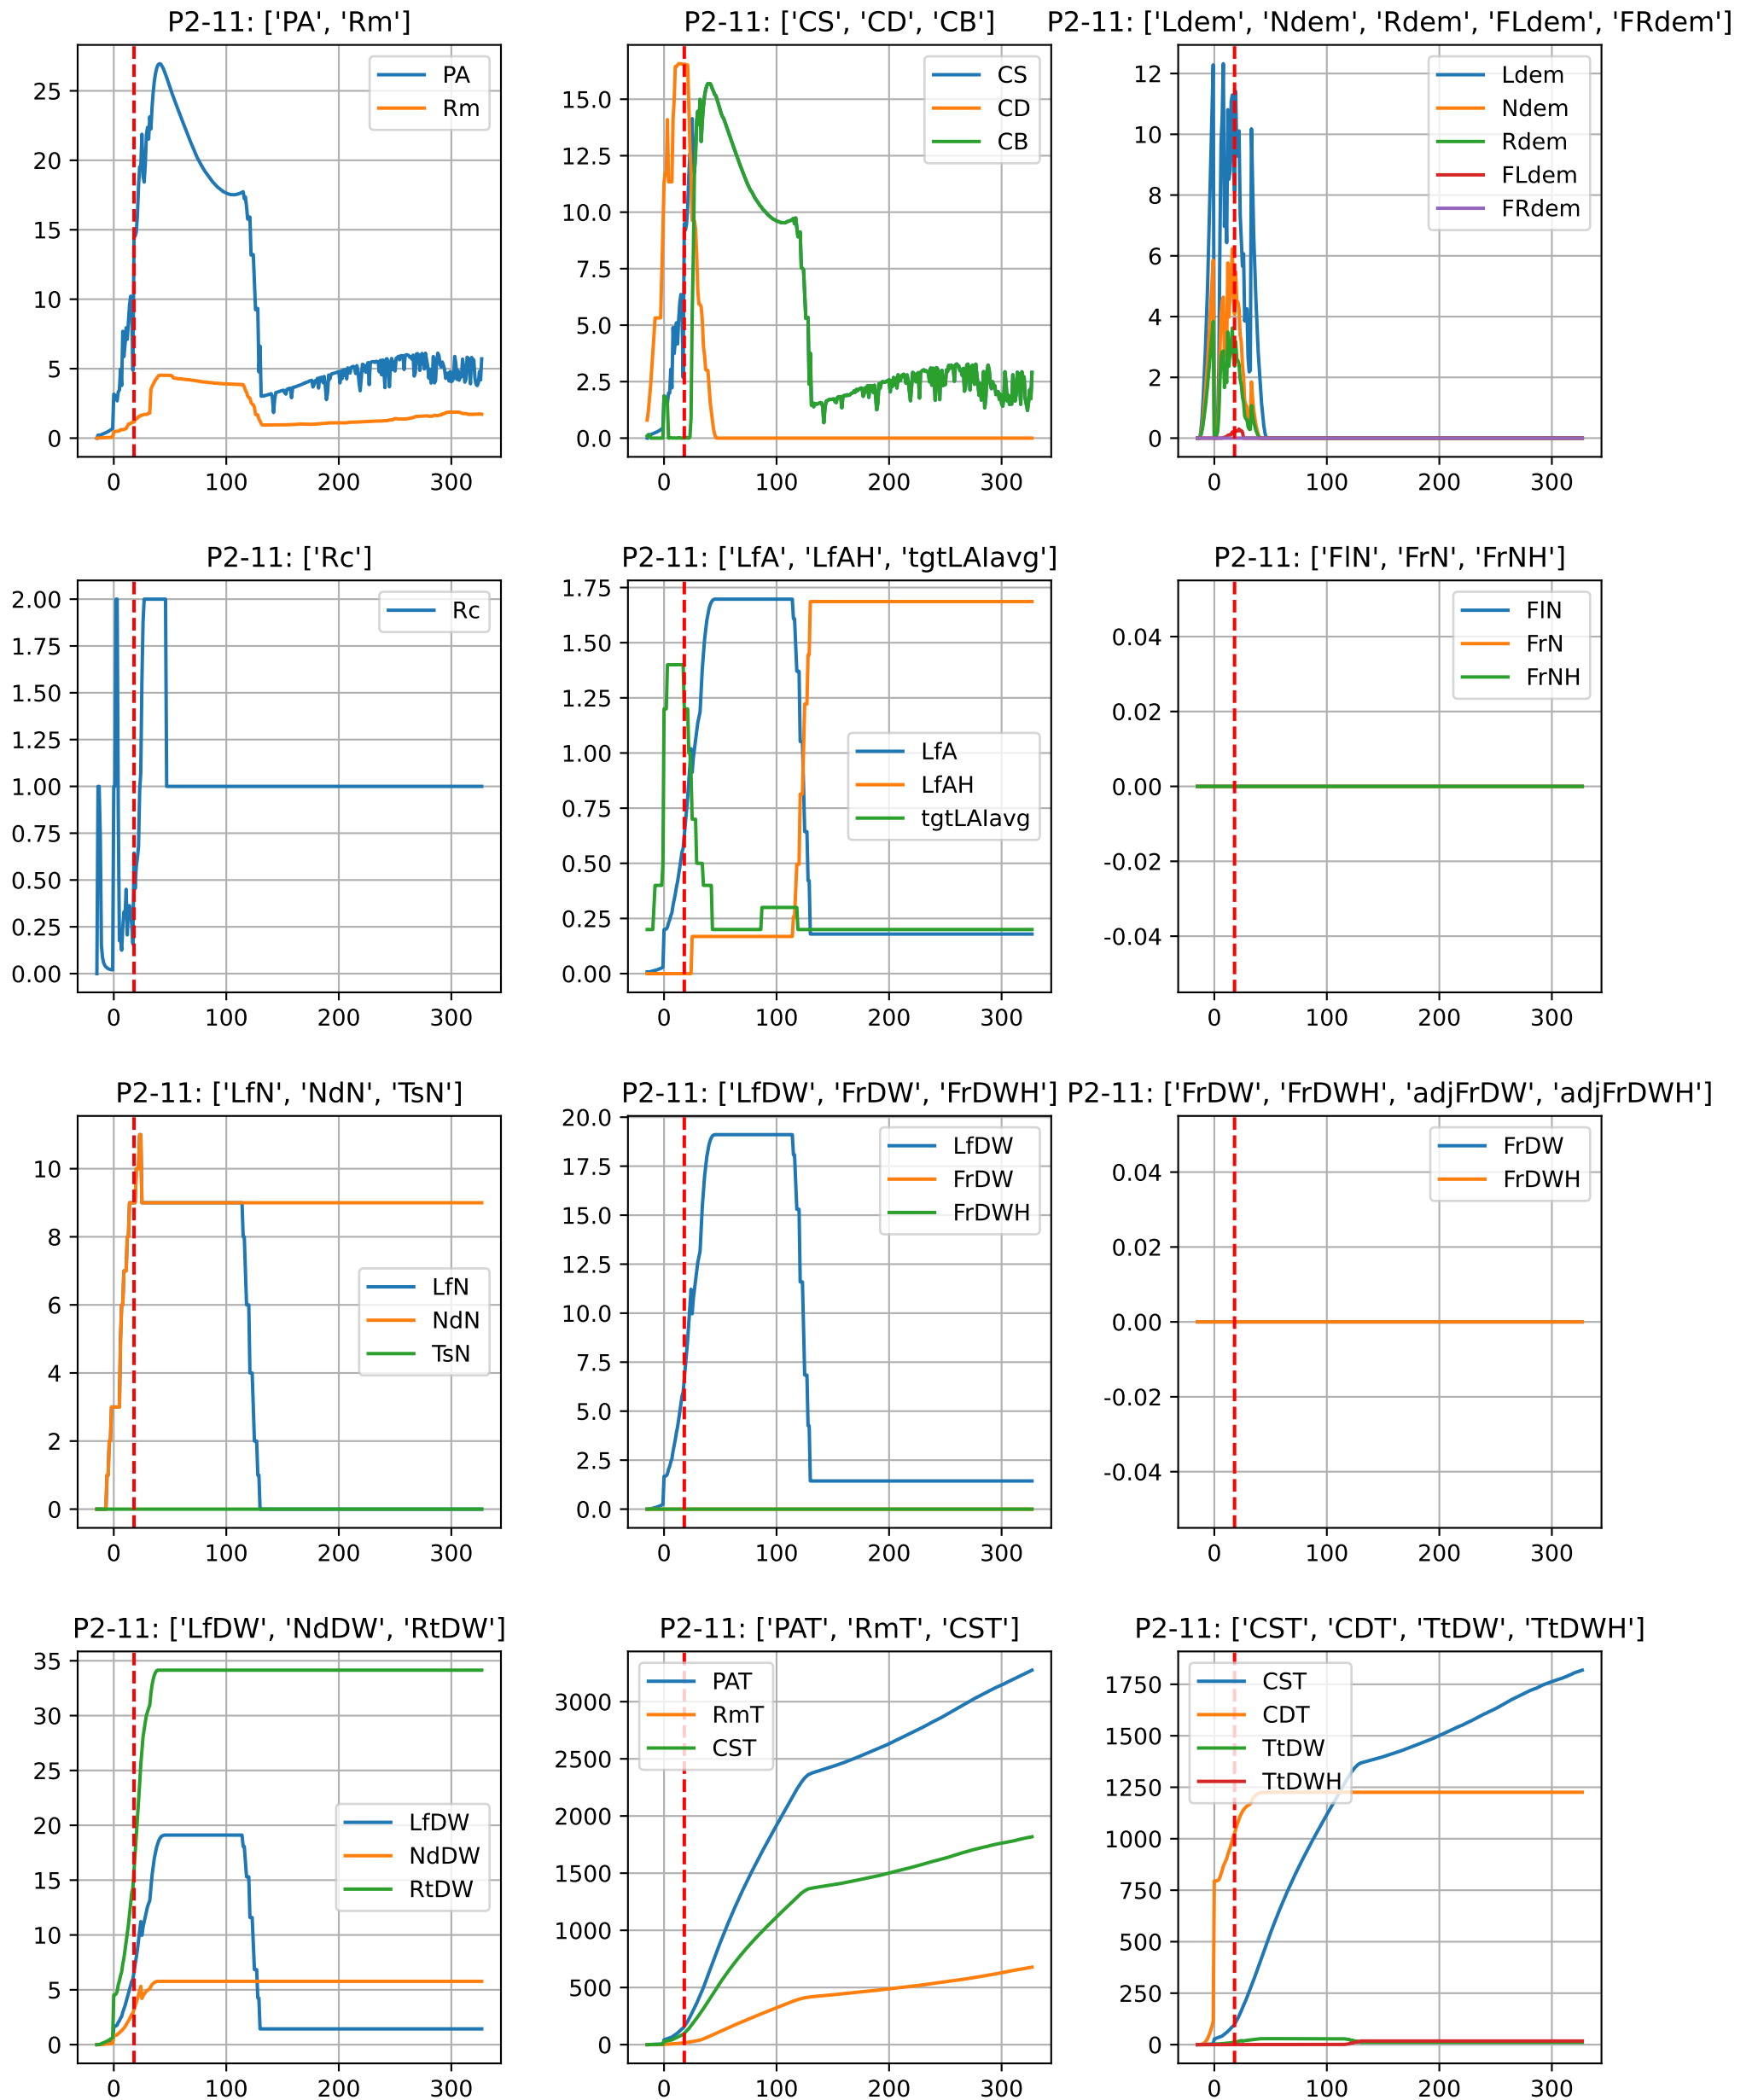 P2-11: ['PA', 'Rm']
PA
Rm
25
20
15
10
5
0
0 100 200 300
P2-11: ['CS', 'CD', 'CB']
CS
CD
CB
15.0
12.5
10.0
7.5
5.0
2.5
0.0
0 100 200 300
P2-11: ['Ldem', 'Ndem', 'Rdem', 'FLdem', 'FRdem']
Ldem
Ndem
Rdem
FLdem
FRdem
12
10
8
6
4
2
0
0 100 200 300
P2-11: ['Rc']
Rc
2.00
1.75
1.50
1.25
1.00
0.75
0.50
0.25
0.00
0 100 200 300
P2-11: ['LfA', 'LfAH', 'tgtLAIavg']
LfA
LfAH
tgtLAIavg
1.75
1.50
1.25
1.00
0.75
0.50
0.25
0.00
0 100 200 300
P2-11: ['FlN', 'FrN', 'FrNH']
FlN
FrN
FrNH
0.04
0.02
0.00
-0.02
-0.04
0 100 200 300
P2-11: ['LfN', 'NdN', 'TsN']
LfN
NdN
TsN
10
8
6
4
2
0
0 100 200 300
P2-11: ['LfDW', 'FrDW', 'FrDWH']
LfDW
FrDW
FrDWH
20.0
17.5
15.0
12.5
10.0
7.5
5.0
2.5
0.0
0 100 200 300
P2-11: ['FrDW', 'FrDWH', 'adjFrDW', 'adjFrDWH']
FrDW
FrDWH
0.04
0.02
0.00
-0.02
-0.04
0 100 200 300
P2-11: ['LfDW', 'NdDW', 'RtDW']
LfDW
NdDW
RtDW
35
30
25
20
15
10
5
0
0 100 200 300
P2-11: ['PAT', 'RmT', 'CST']
PAT
RmT
CST
3000
2500
2000
1500
1000
500
0
0 100 200 300
P2-11: ['CST', 'CDT', 'TtDW', 'TtDWH']
CST
CDT
TtDW
TtDWH
1750
1500
1250
1000
750
500
250
0
0 100 200 300